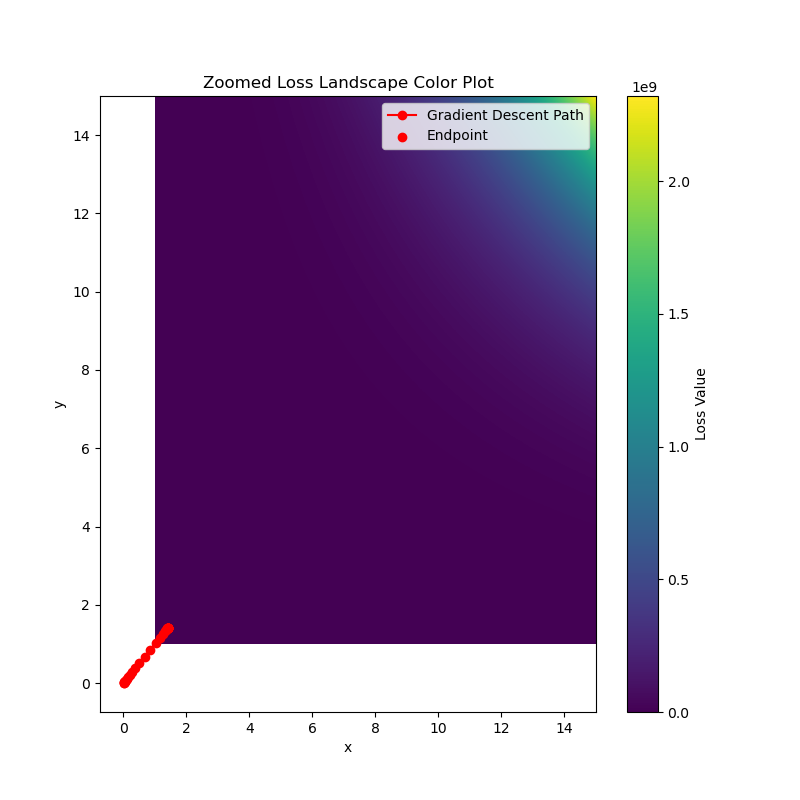 Zoomed Loss Landscape Color Plot
1e9
Gradient Descent Path
Endpoint
14
12
10
8
6
4
2
0
y
0 2 4 6 8 10 12 14
x
2.0
1.5
1.0
0.5
0.0
Loss Value